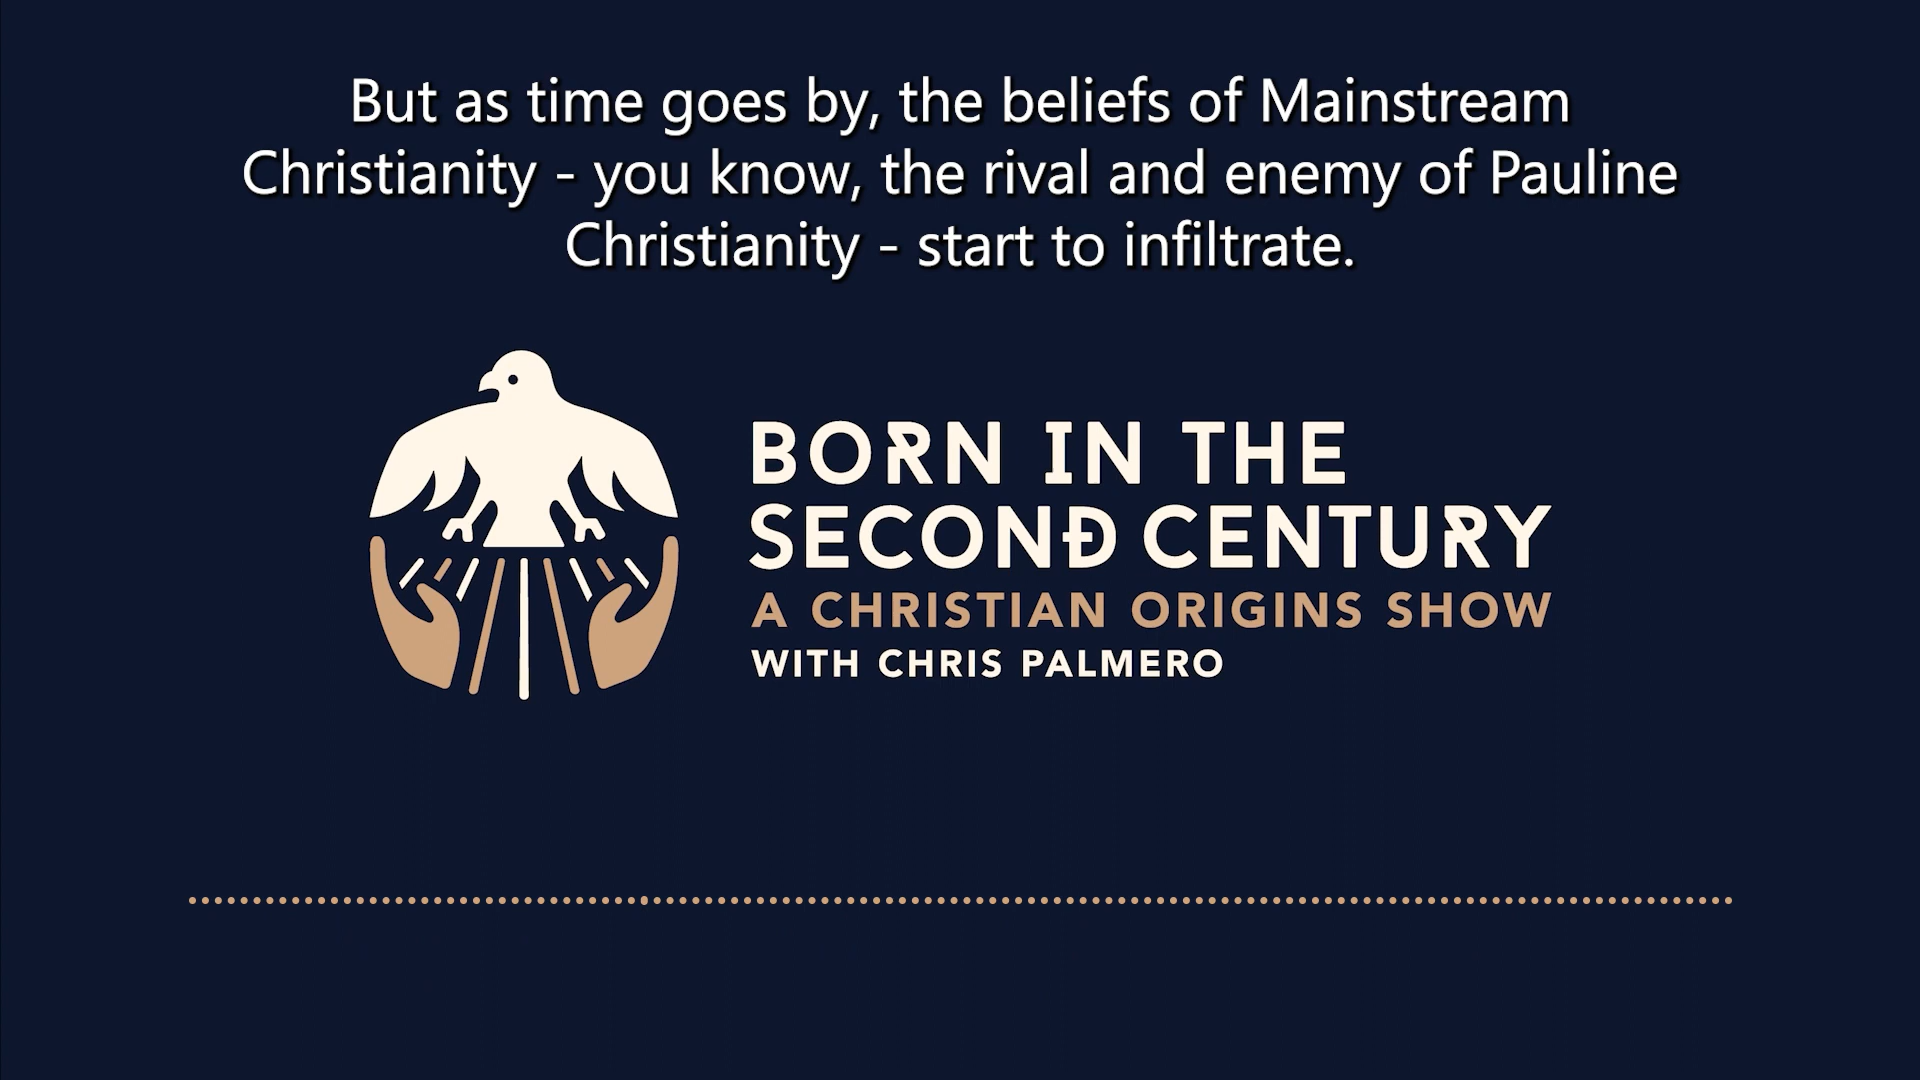 But as time goes by, the beliefs of Mainstream
Christianity - you know, the rival and enemy of Pauline
Christianity - start to infiltrate.
BORN IN THE
SECOND CENTURY
A CHRISTIAN ORIGINS SHOW
WITH CHRIS PALMERO